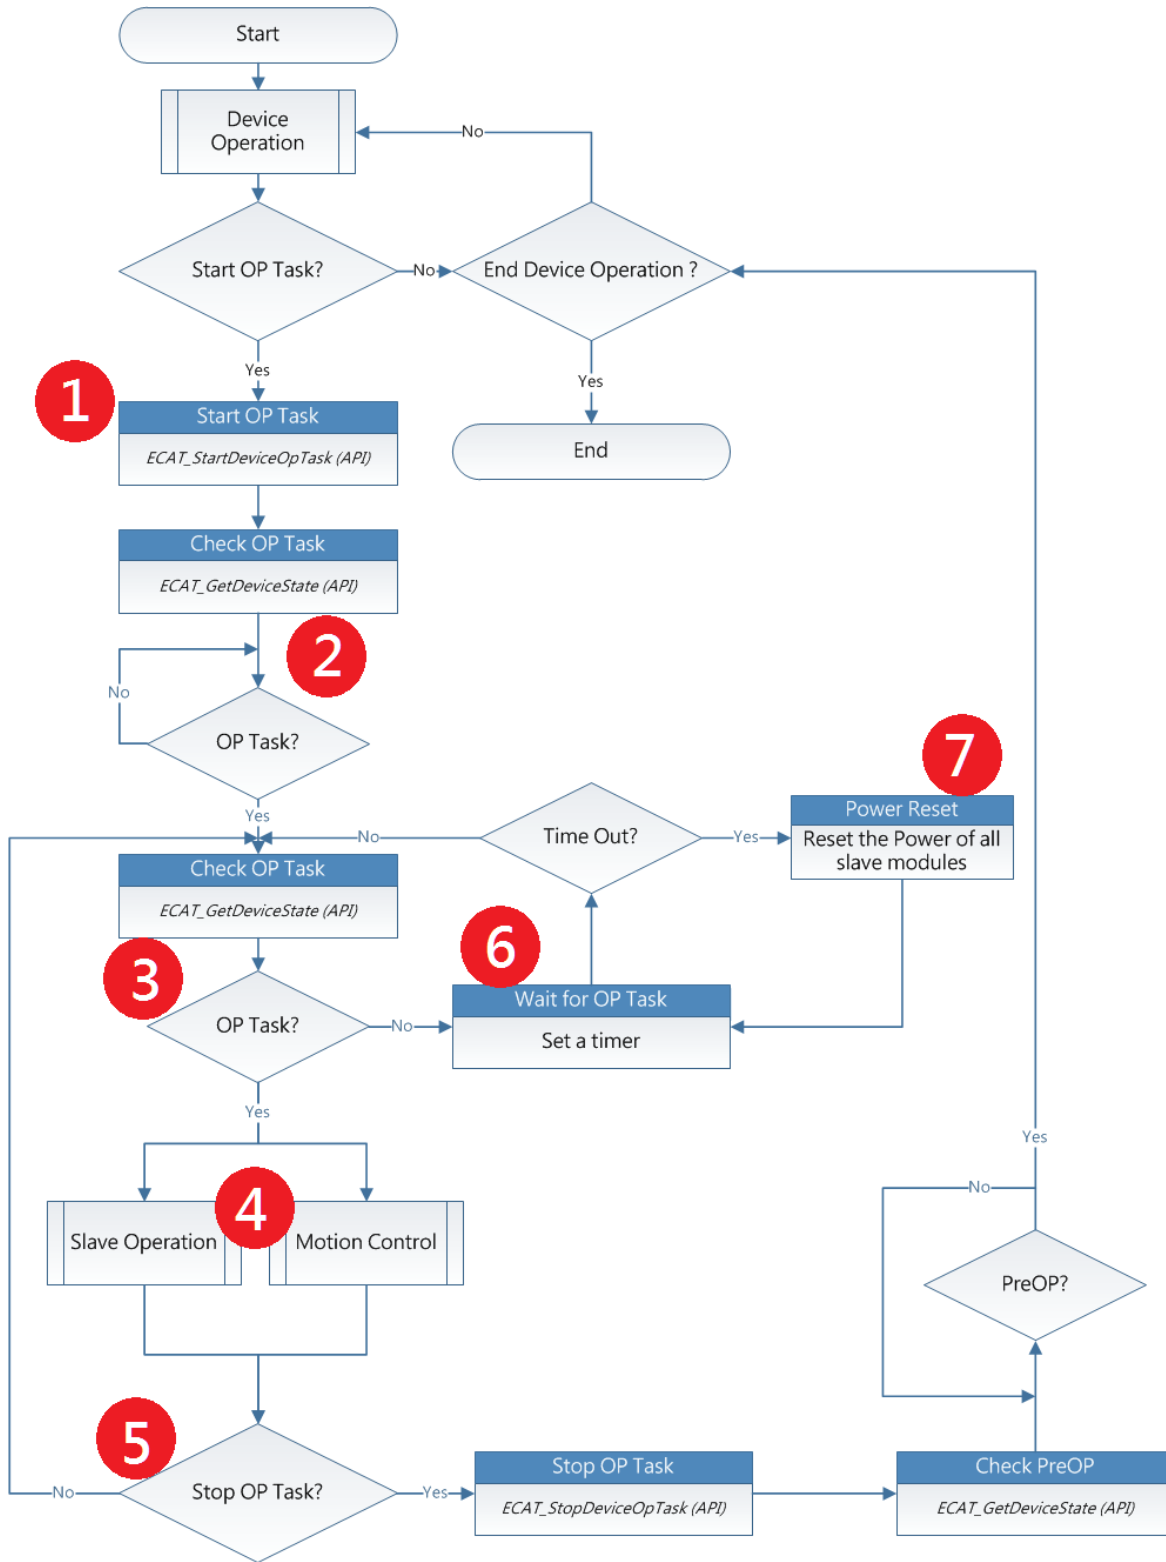 Start
Device
Operation
No
Start OP Task?
No
End Device Operation ?
Yes
Yes
1
Start OP Task
ECAT_StartDeviceOpTask (API)
End
Check OP Task
ECAT_GetDeviceState (API)
2
No
OP Task?
Yes
7
Power Reset
Reset the Power of all
slave modules
Time Out?
No
Yes
Check OP Task
ECAT_GetDeviceState (API)
3
OP Task?
No
6
Wait for OP Task
Set a timer
Yes
Yes
4
Slave Operation
Motion Control
No
PreOP?
5
Stop OP Task?
No
Yes
Stop OP Task
ECAT_StopDeviceOpTask (API)
Check PreOP
ECAT_GetDeviceState (API)